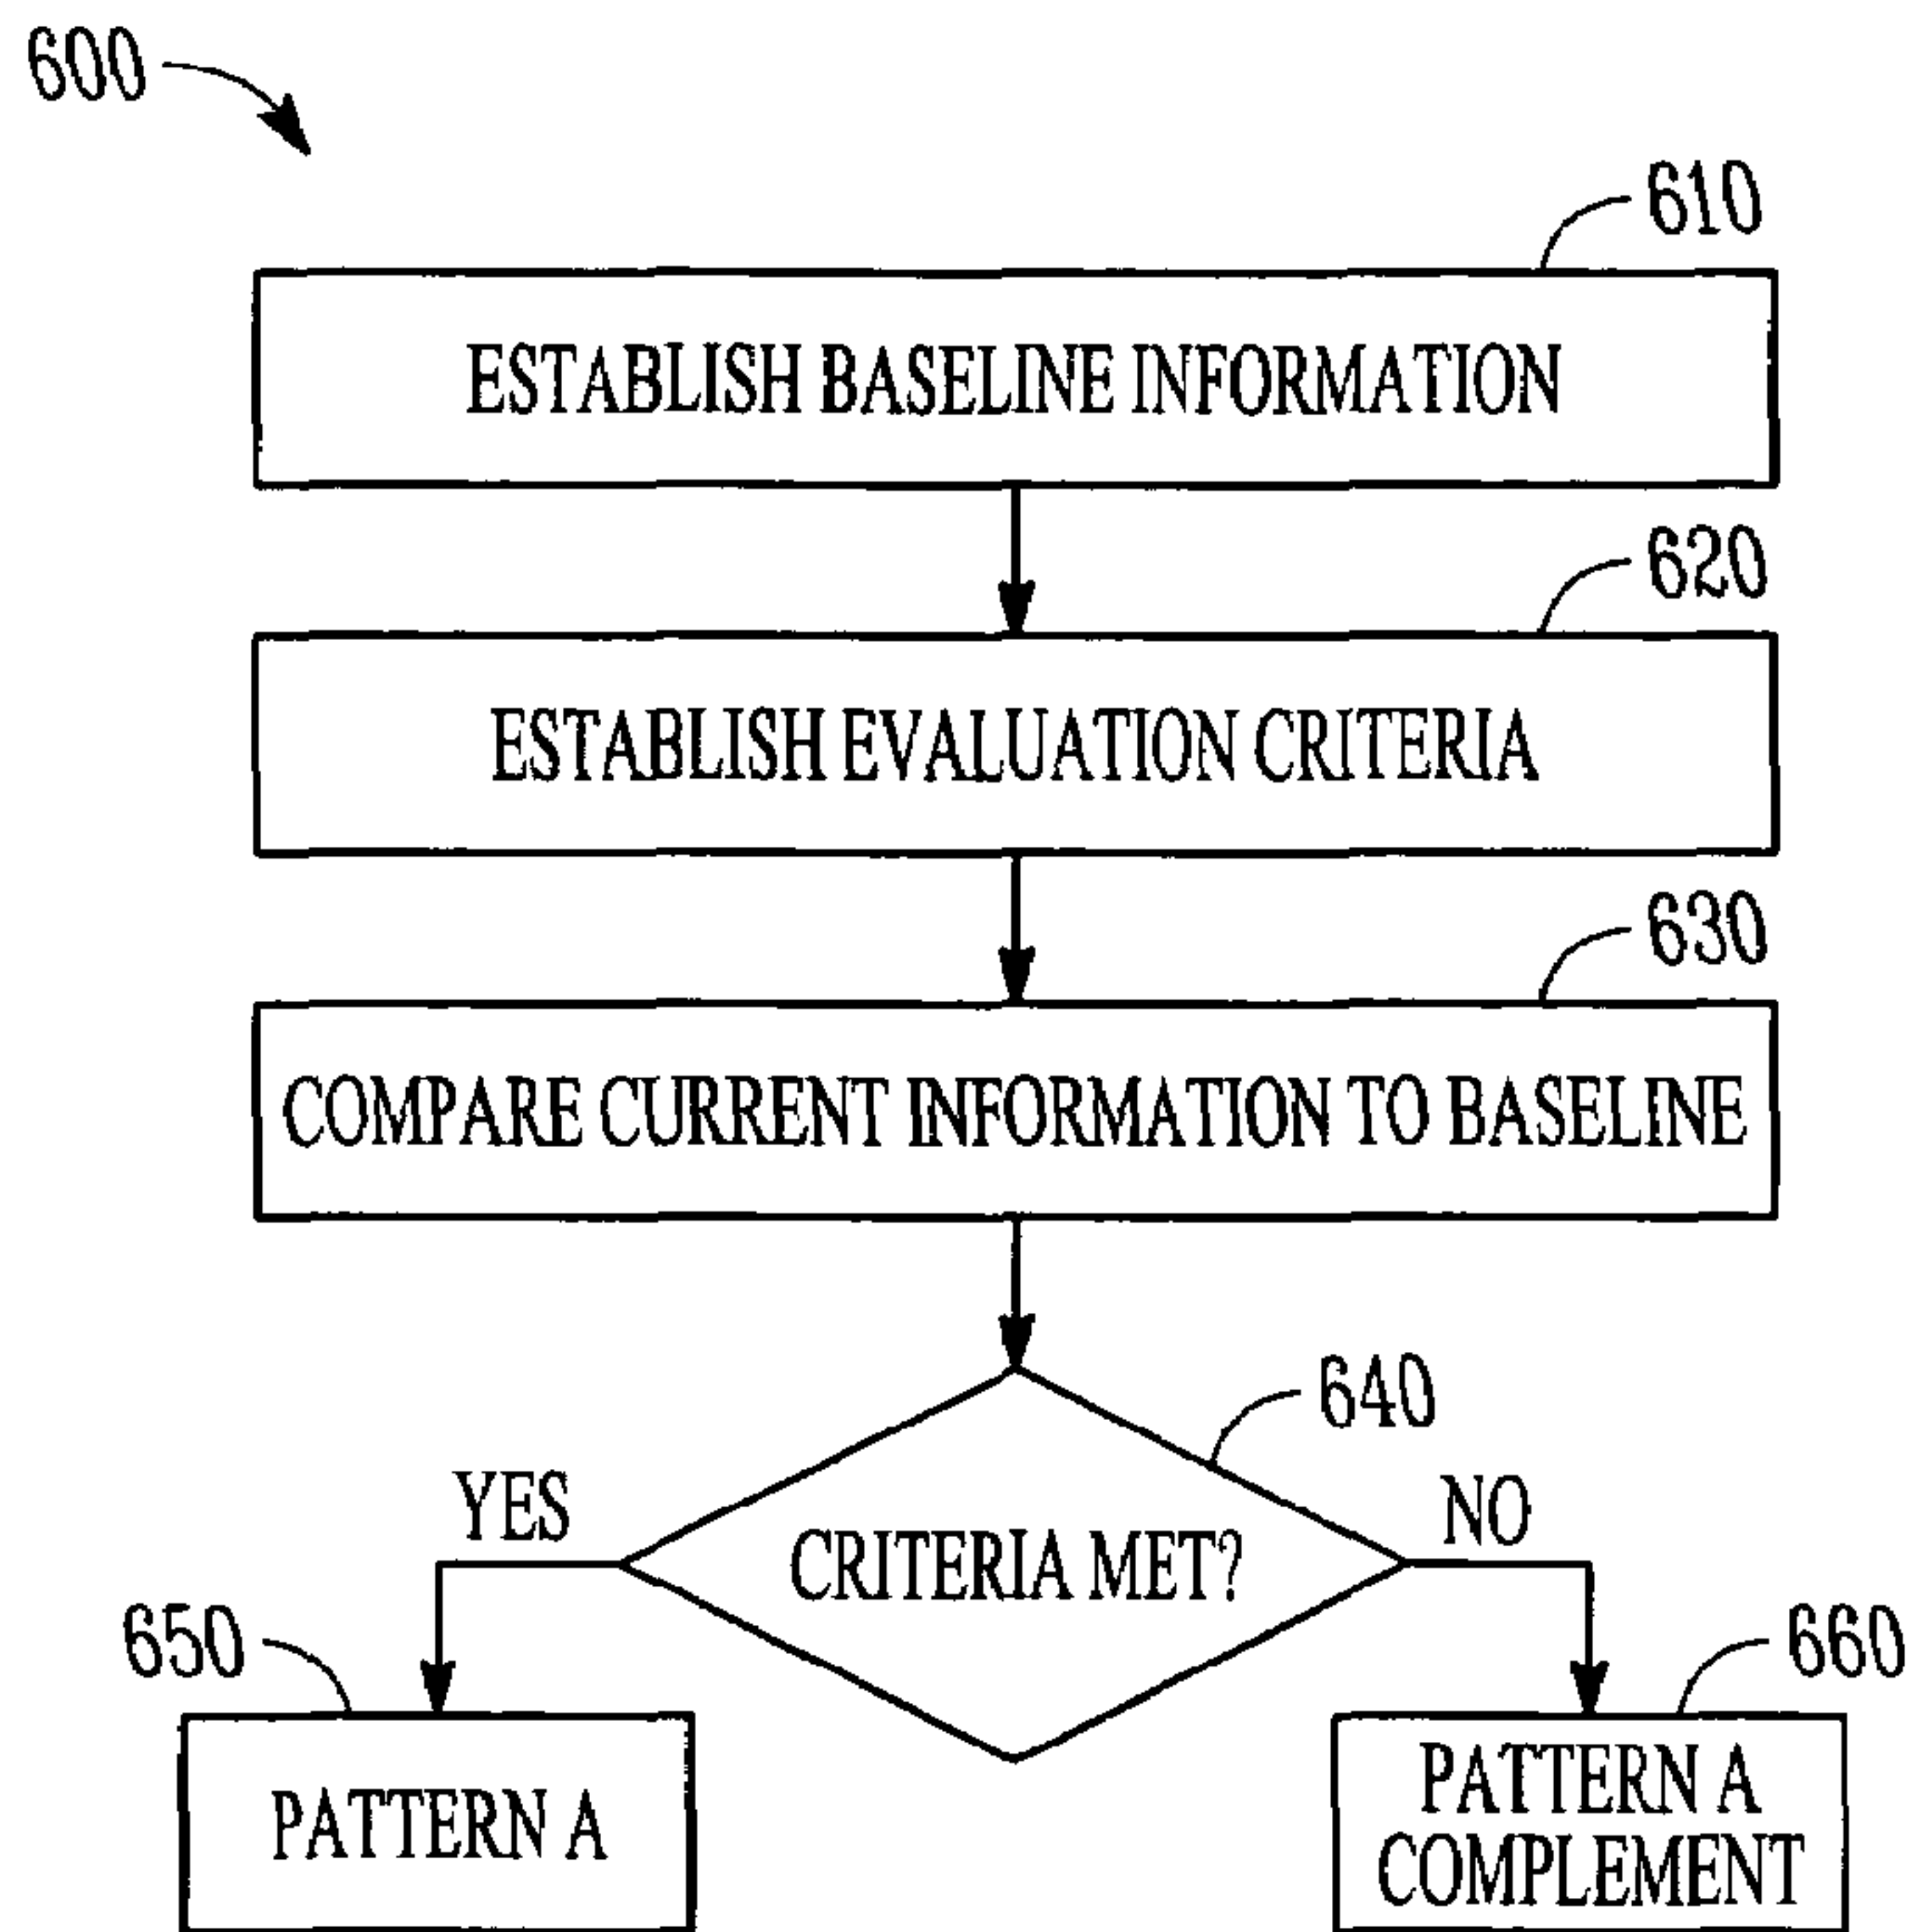 600
610
ESTABLISH BASELINE INFORMATION
620
ESTABLISH EVALUATION CRITERIA
630
COMPARE CURRENT INFORMATION TO BASELINE
640
YES
NO
CRITERIA MET?
650
660
PATTERN A
PATTERN A
COMPLEMENT